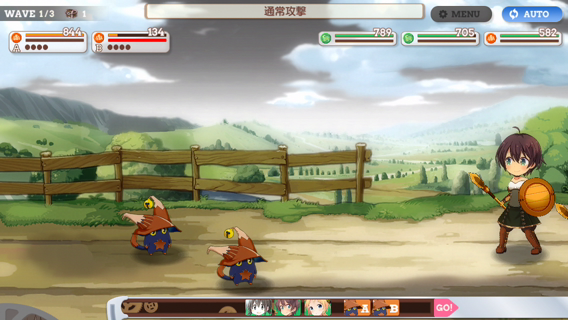 WAVE 1/3
1
通常攻撃
MENU
AUTO
844
134
789
705
582
A
B
A
B
GO!